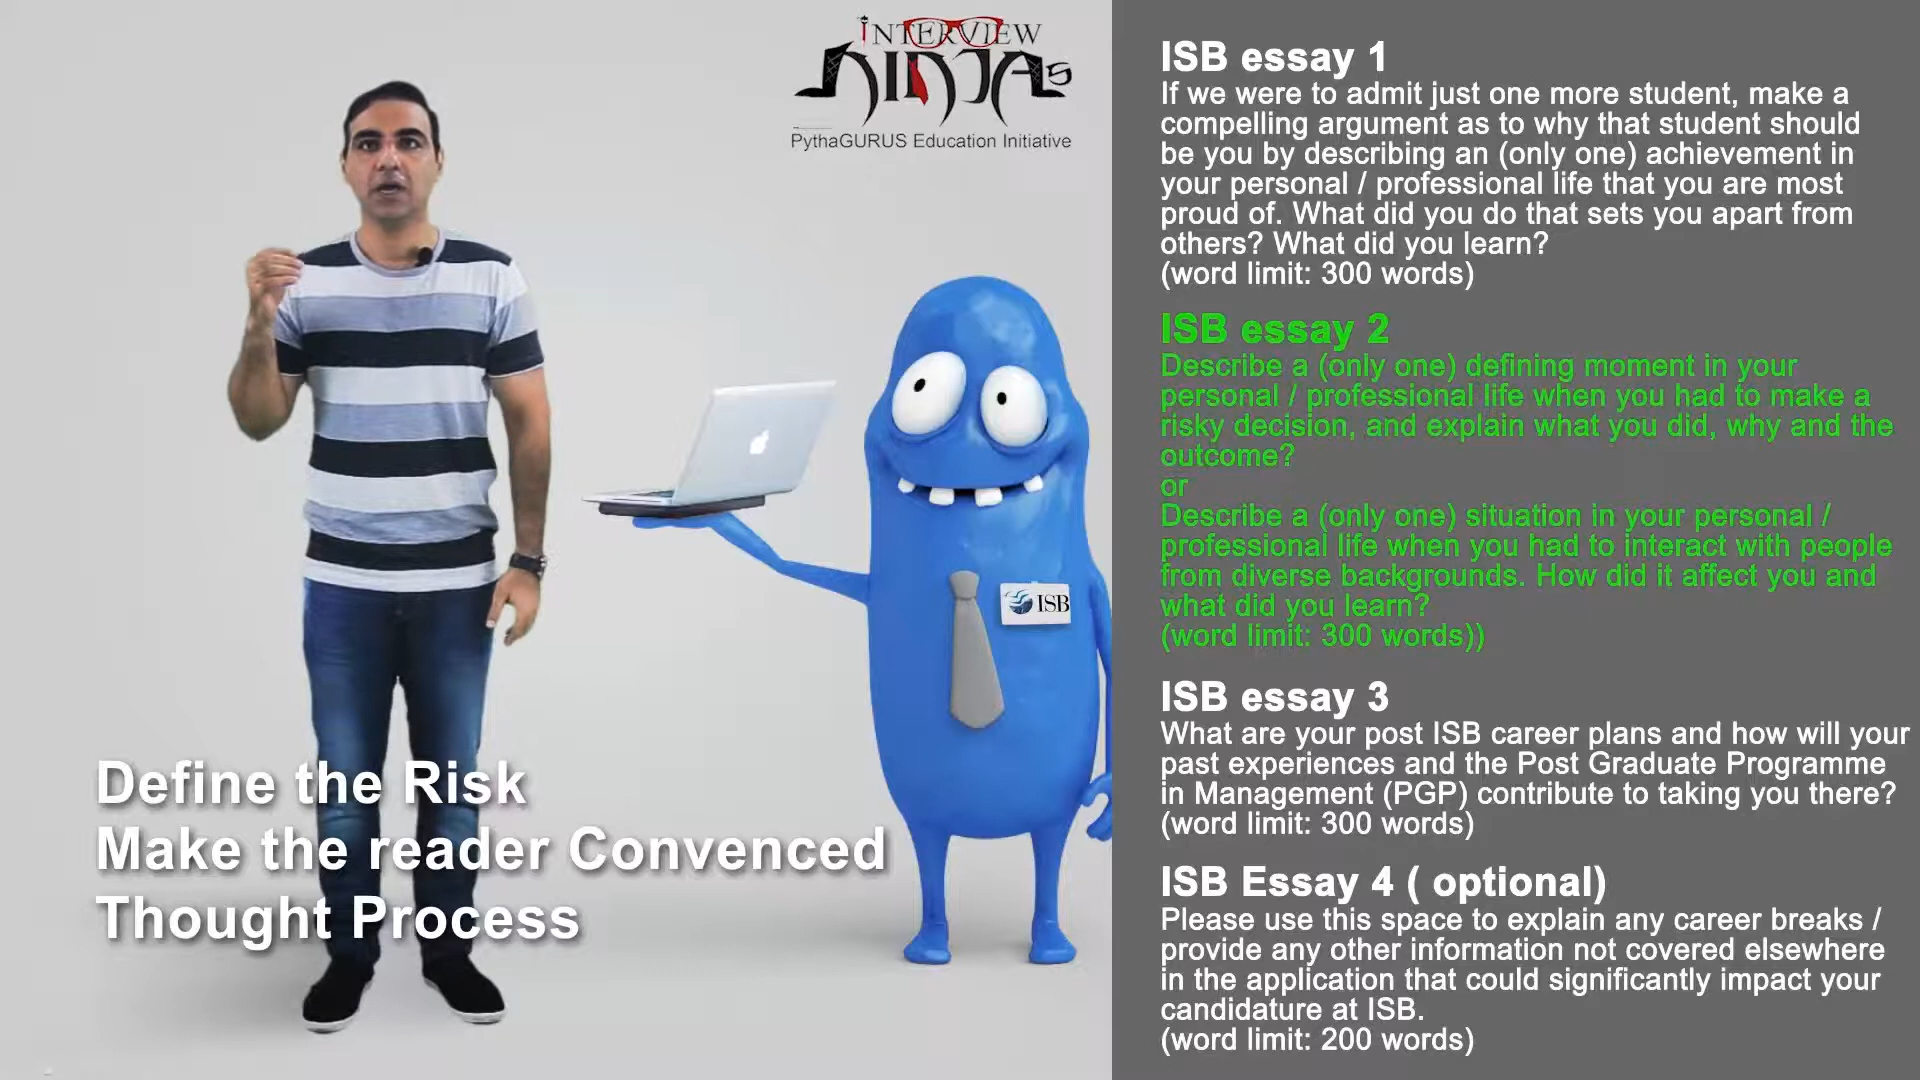 INTERVIEW
NINJAS
PythaGURUS Education Initiative
ISB
Define the Risk
Make the reader Convenced
Thought Process
ISB essay 1
If we were to admit just one more student, make a
compelling argument as to why that student should
be you by describing an (only one) achievement in
your personal / professional life that you are most
proud of. What did you do that sets you apart from
others? What did you learn?
(word limit: 300 words)
ISB essay 2
Describe a (only one) defining moment in your
personal / professional life when you had to make a
risky decision, and explain what you did, why and the
outcome?
or
Describe a (only one) situation in your personal /
professional life when you had to interact with people
from diverse backgrounds. How did it affect you and
what did you learn?
(word limit: 300 words))
ISB essay 3
What are your post ISB career plans and how will your
past experiences and the Post Graduate Programme
in Management (PGP) contribute to taking you there?
(word limit: 300 words)
ISB Essay 4 ( optional)
Please use this space to explain any career breaks /
provide any other information not covered elsewhere
in the application that could significantly impact your
candidature at ISB.
(word limit: 200 words)